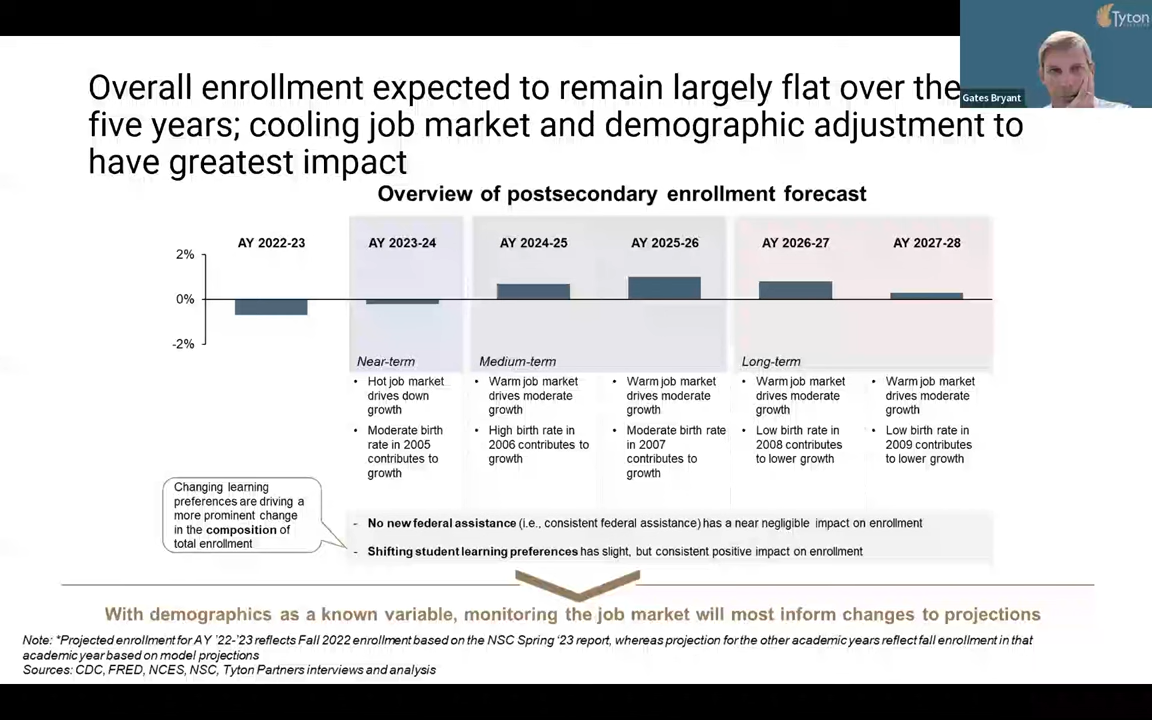 Tyton
Gates Bryant
Overall enrollment expected to remain largely flat over the
five years; cooling job market and demographic adjustment to
have greatest impact
Overview of postsecondary enrollment forecast
AY 2022-23
AY 2023-24
AY 2024-25
AY 2025-26
AY 2026-27
AY 2027-28
2%
0%
-2%
Near-term
Medium-term
Long-term
• Hot job market
drives down
growth
• Moderate birth
rate in 2005
contributes to
growth
• Warm job market
drives moderate
growth
• High birth rate in
2006 contributes to
growth
• Warm job market
drives moderate
growth
• Moderate birth rate
in 2007
contributes to
growth
• Warm job market
drives moderate
growth
• Low birth rate in
2008 contributes
to lower growth
• Warm job market
drives moderate
growth
• Low birth rate in
2009 contributes
to lower growth
Changing learning
preferences are driving a
more prominent change
in the composition of
total enrollment
- No new federal assistance (i.e., consistent federal assistance) has a near negligible impact on enrollment
- Shifting student learning preferences has slight, but consistent positive impact on enrollment
With demographics as a known variable, monitoring the job market will most inform changes to projections
Note: *Projected enrollment for AY '22-'23 reflects Fall 2022 enrollment based on the NSC Spring '23 report, whereas projection for the other academic years reflect fall enrollment in that
academic year based on model projections
Sources: CDC, FRED, NCES, NSC, Tyton Partners interviews and analysis